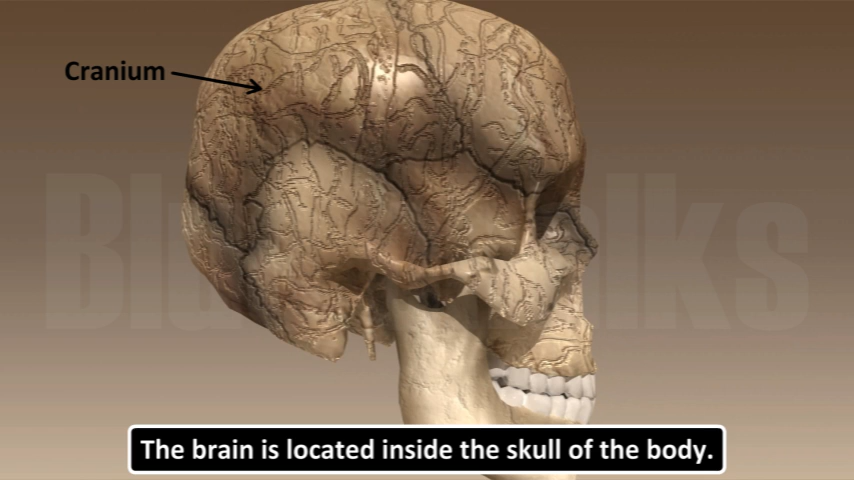 Cranium
The brain is located inside the skull of the body.